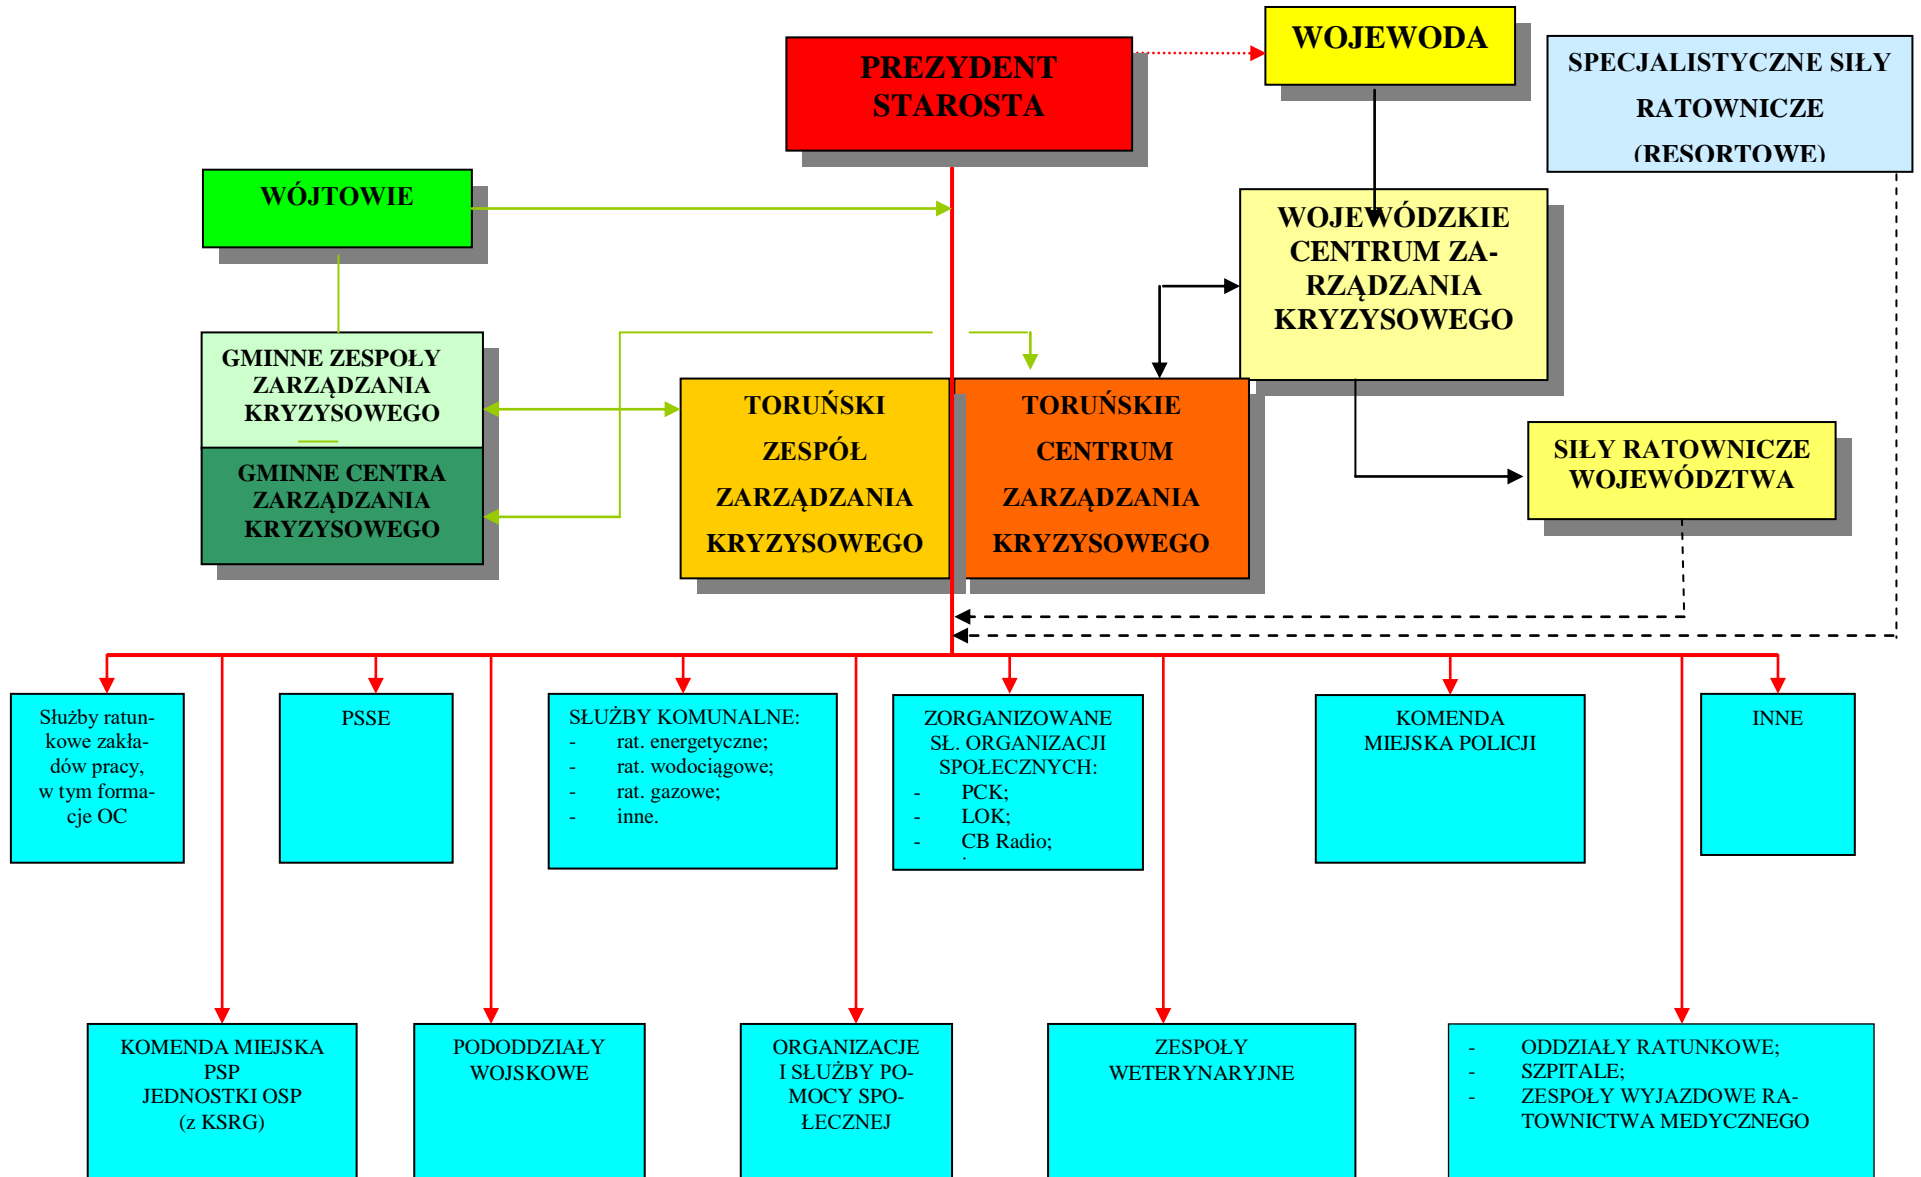 WOJEWODA
PREZYDENT
STAROSTA
SPECJALISTYCZNE SIŁY
RATOWNICZE
(RESORTOWE)
WÓJTOWIE
WOJEWÓDZKIE
CENTRUM ZA-
RZĄDZANIA
KRYZYSOWEGO
GMINNE ZESPOŁY
ZARZĄDZANIA
KRYZYSOWEGO
GMINNE CENTRA
ZARZĄDZANIA
KRYZYSOWEGO
TORUŃSKI
ZESPÓŁ
ZARZĄDZANIA
KRYZYSOWEGO
TORUŃSKIE
CENTRUM
ZARZĄDZANIA
KRYZYSOWEGO
SIŁY RATOWNICZE
WOJEWÓDZTWA
Służby ratun-
kowe zakła-
dów pracy,
w tym forma-
cje OC
PSSE
SŁUŻBY KOMUNALNE:
- rat. energetyczne;
- rat. wodociągowe;
- rat. gazowe;
- inne.
ZORGANIZOWANE
SŁ. ORGANIZACJI
SPOŁECZNYCH:
- PCK;
- LOK;
- CB Radio;
KOMENDA
MIEJSKA POLICJI
INNE
KOMENDA MIEJSKA
PSP
JEDNOSTKI OSP
(z KSRG)
PODODDZIAŁY
WOJSKOWE
ORGANIZACJE
I SŁUŻBY PO-
MOCY SPO-
ŁECZNEJ
ZESPOŁY
WETERYNARYJNE
- ODDZIAŁY RATUNKOWE;
- SZPITALE;
- ZESPOŁY WYJAZDOWE RA-
TOWNICTWA MEDYCZNEGO